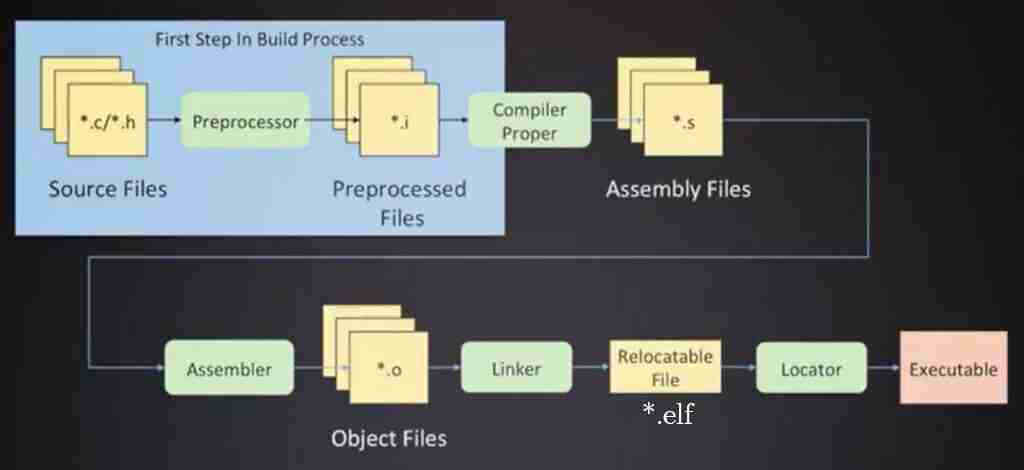 First Step In Build Process
*.c/*.h
Preprocessor
*.i
Compiler
Proper
*.s
Source Files
Preprocessed
Files
Assembly Files
Assembler
*.o
Linker
Relocatable
File
Locator
Executable
*.elf
Object Files